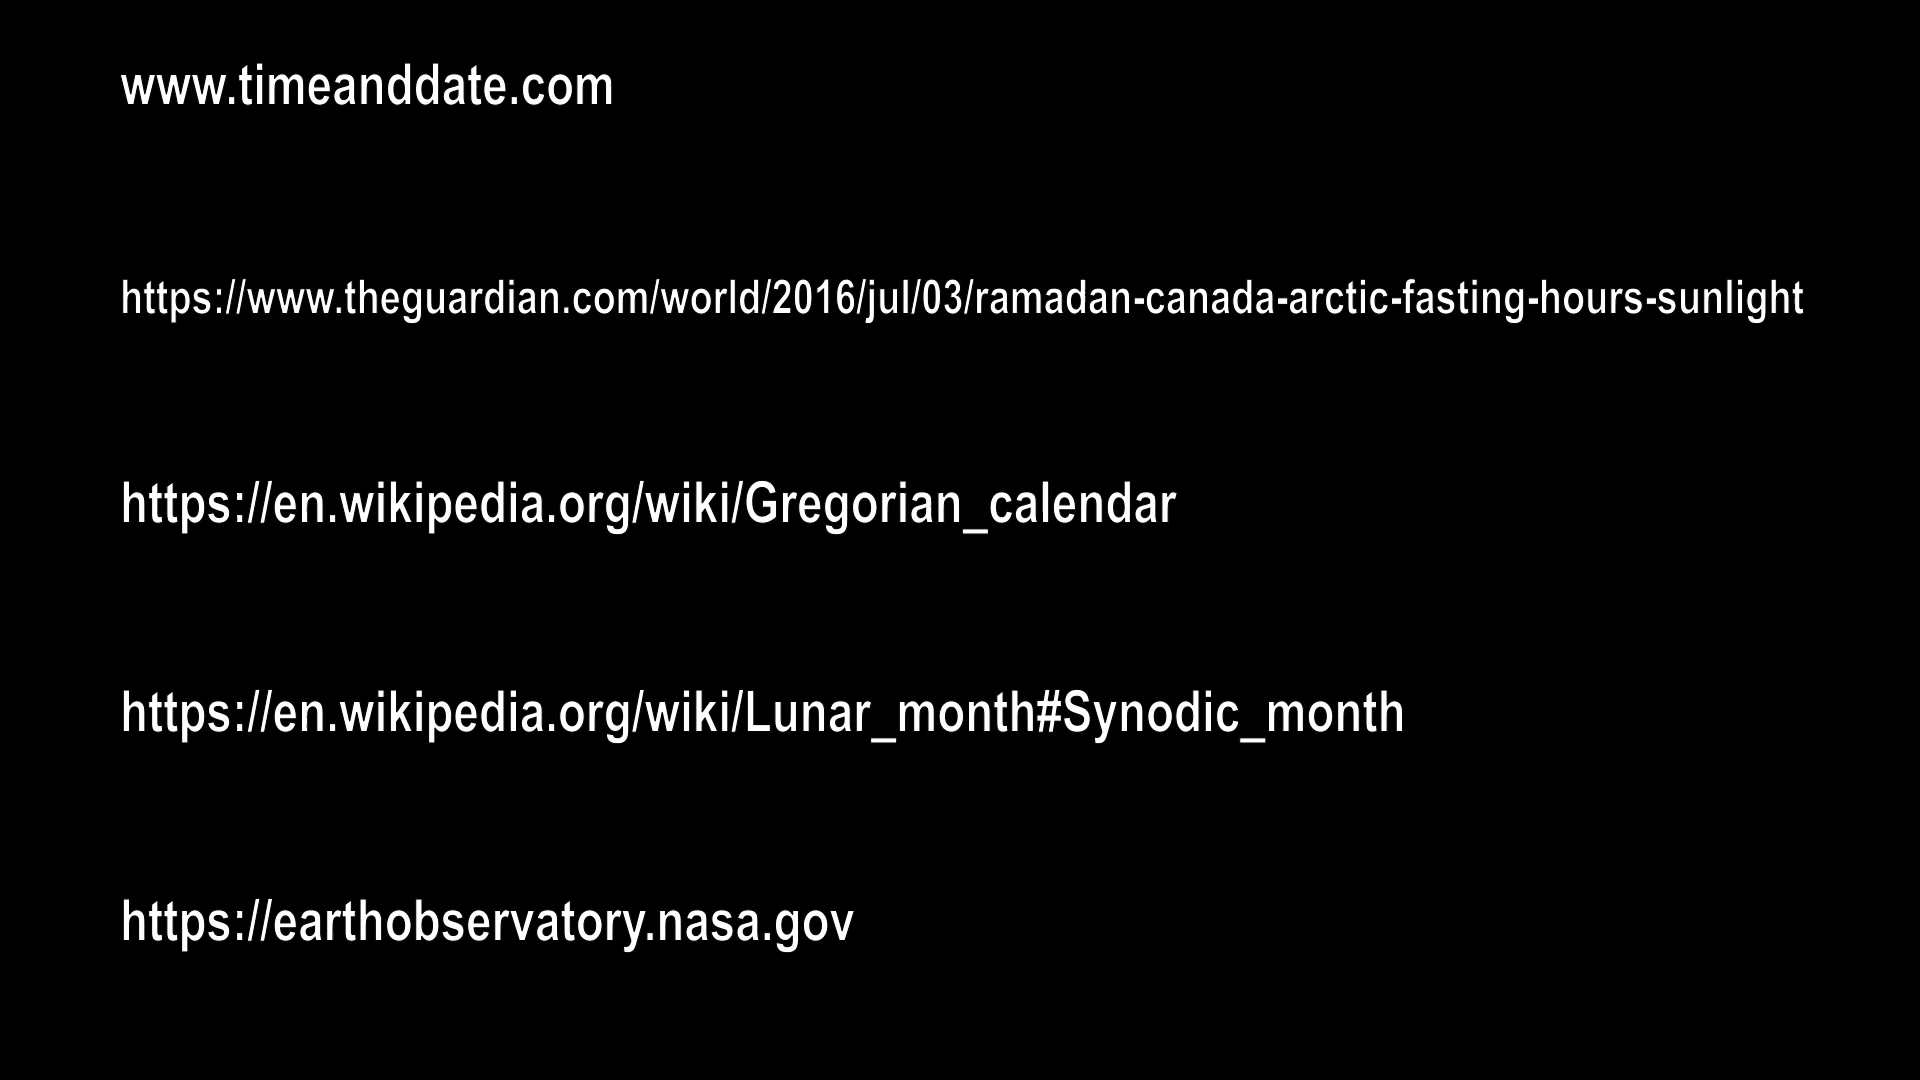 www.timeanddate.com
https://www.theguardian.com/world/2016/jul/03/ramadan-canada-arctic-fasting-hours-sunlight
https://en.wikipedia.org/wiki/Gregorian_calendar
https://en.wikipedia.org/wiki/Lunar_month#Synodic_month
https://earthobservatory.nasa.gov